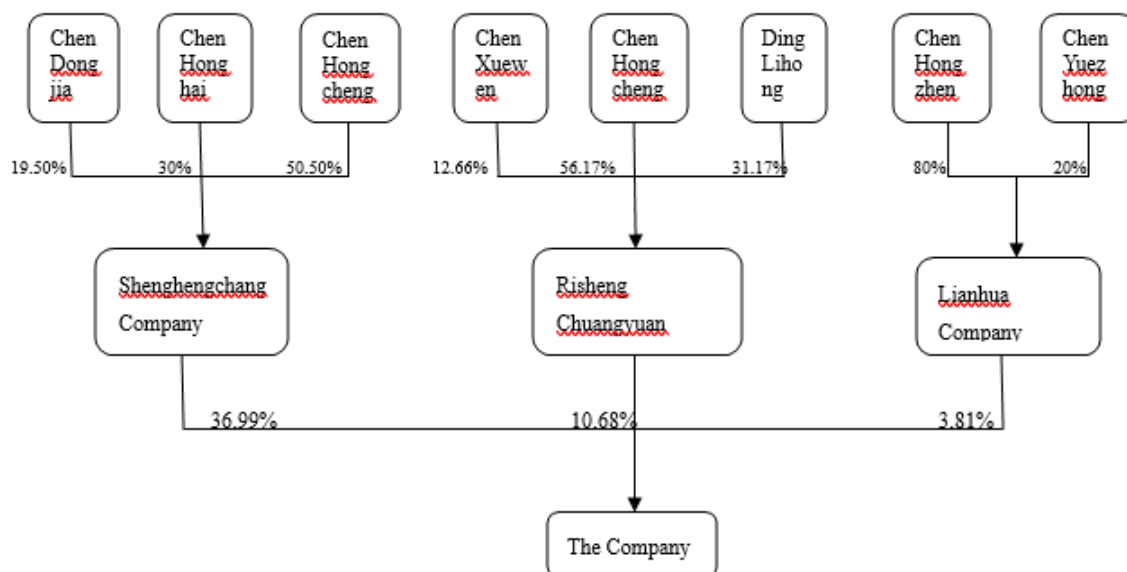 Chen
Dong
jia
Chen
Hong
hai
Chen
Hong
cheng
Chen
Xuew
en
Chen
Hong
cheng
Ding
Liho
ng
Chen
Hong
zhen
Chen
Yuez
hong
19.50%
30%
50.50%
12.66%
56.17%
31.17%
80%
20%
Shenghengchang
Company
Risheng
Chuangyuan
Lianhua
Company
36.99%
10.68%
3.81%
The Company